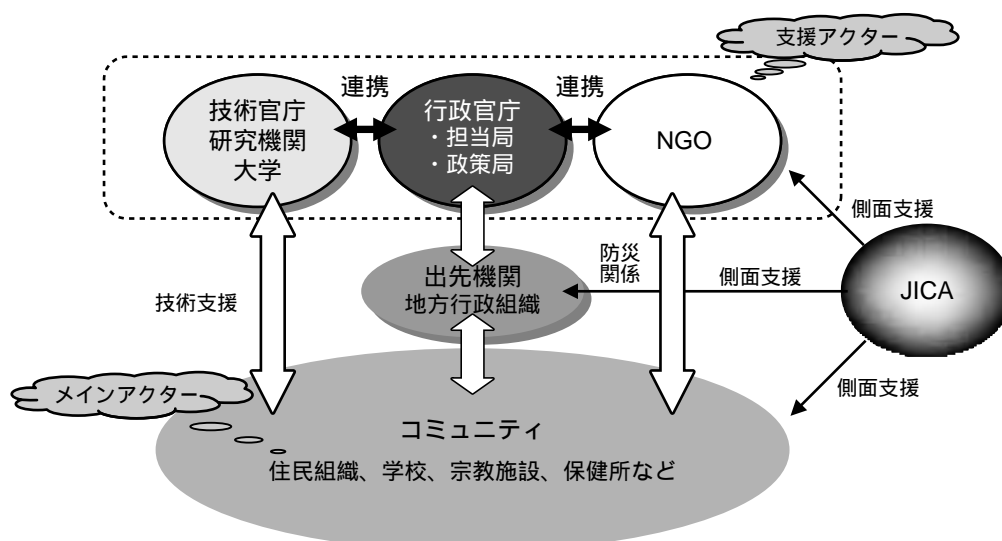 支援アクター
連携
連携
技術官庁
研究機関
大学
行政官庁
・担当局
・政策局
NGO
側面支援
防災
関係
出先機関
地方行政組織
側面支援
JICA
技術支援
メインアクター
側面支援
コミュニティ
住民組織、学校、宗教施設、保健所など